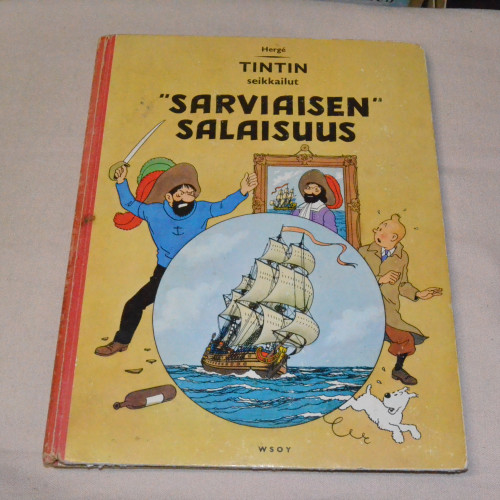 Hergé
TINTIN
seikkailut
"SARVIAISEN"
SALAISUUS
WSOY